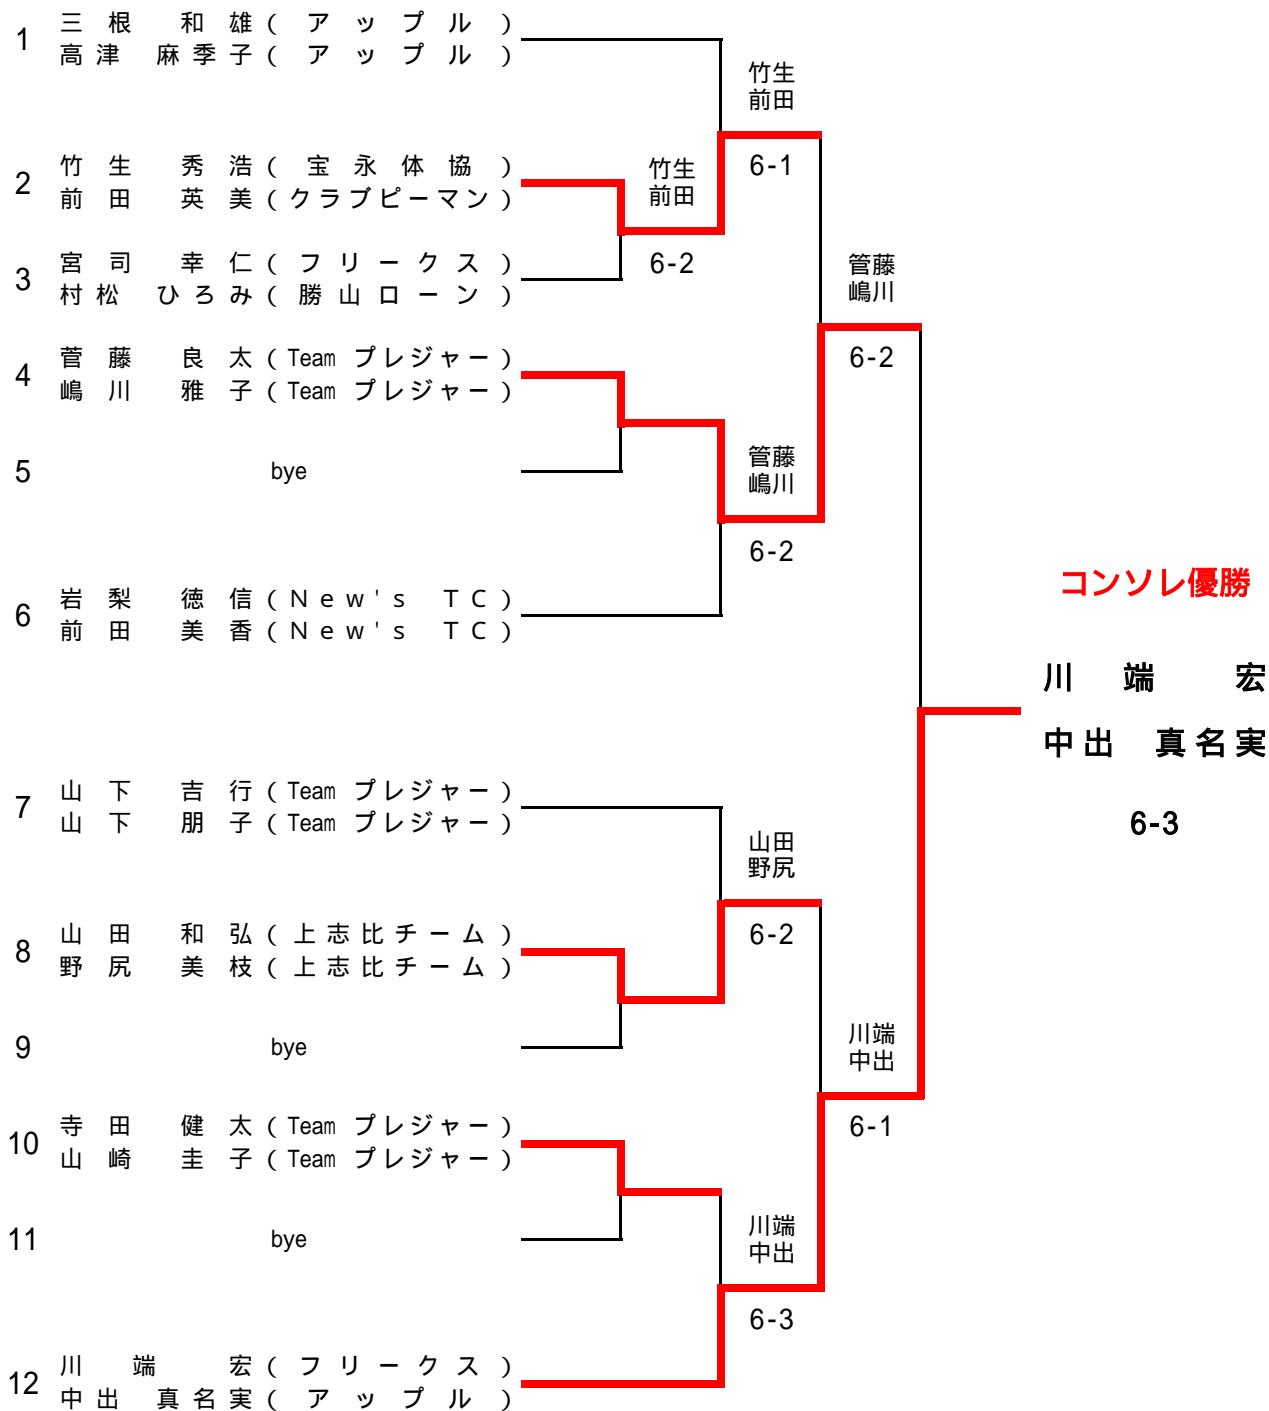 1 三根 和雄(アップル)
高津 麻季子(アップル)
竹生
前田
6-1
2 竹生 秀浩(宝永体協)
前田 英美(クラブピーマン)
竹生
前田
6-2
3 宮司 幸仁(フリークス)
村松 ひろみ(勝山ローン)
管藤
嶋川
6-2
4 菅藤 良太(Team プレジャー)
嶋川 雅子(Team プレジャー)
5 bye
管藤
嶋川
6-2
6 岩梨 徳信(New's TC)
前田 美香(New's TC)
コンソレ優勝
川端 宏
中出 真名実
6-3
7 山下 吉行(Team プレジャー)
山下 朋子(Team プレジャー)
山田
野尻
6-2
8 山田 和弘(上志比チーム)
野尻 美枝(上志比チーム)
9 bye
川端
中出
6-1
10 寺田 健太(Team プレジャー)
山崎 圭子(Team プレジャー)
11 bye
川端
中出
6-3
12 川端 宏(フリークス)
中出 真名実(アップル)